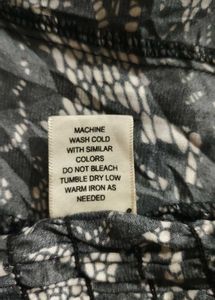 MACHINE
WASH COLD
WITH SIMILAR
COLORS
DO NOT BLEACH
TUMBLE DRY LOW
WARM IRON AS
NEEDED